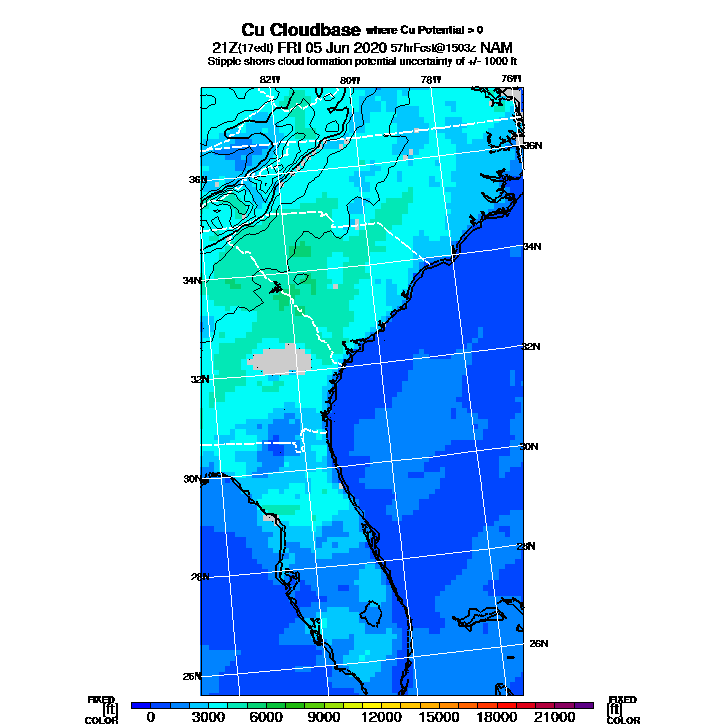 Cu Cloudbase where Cu Potential > 0
21Z(17edt) FRI 05 Jun 2020 57hrFcst@1503z NAM
Stipple shows cloud formation potential uncertainty of +/- 1000 ft
82W 80W 78W 76W
36N
36N
34N
34N
32N
32N
30N
30N
28N
28N
26N
26N
FIXED FIXED
[ft] [ft]
COLOR 0 3000 6000 9000 12000 15000 18000 21000 COLOR